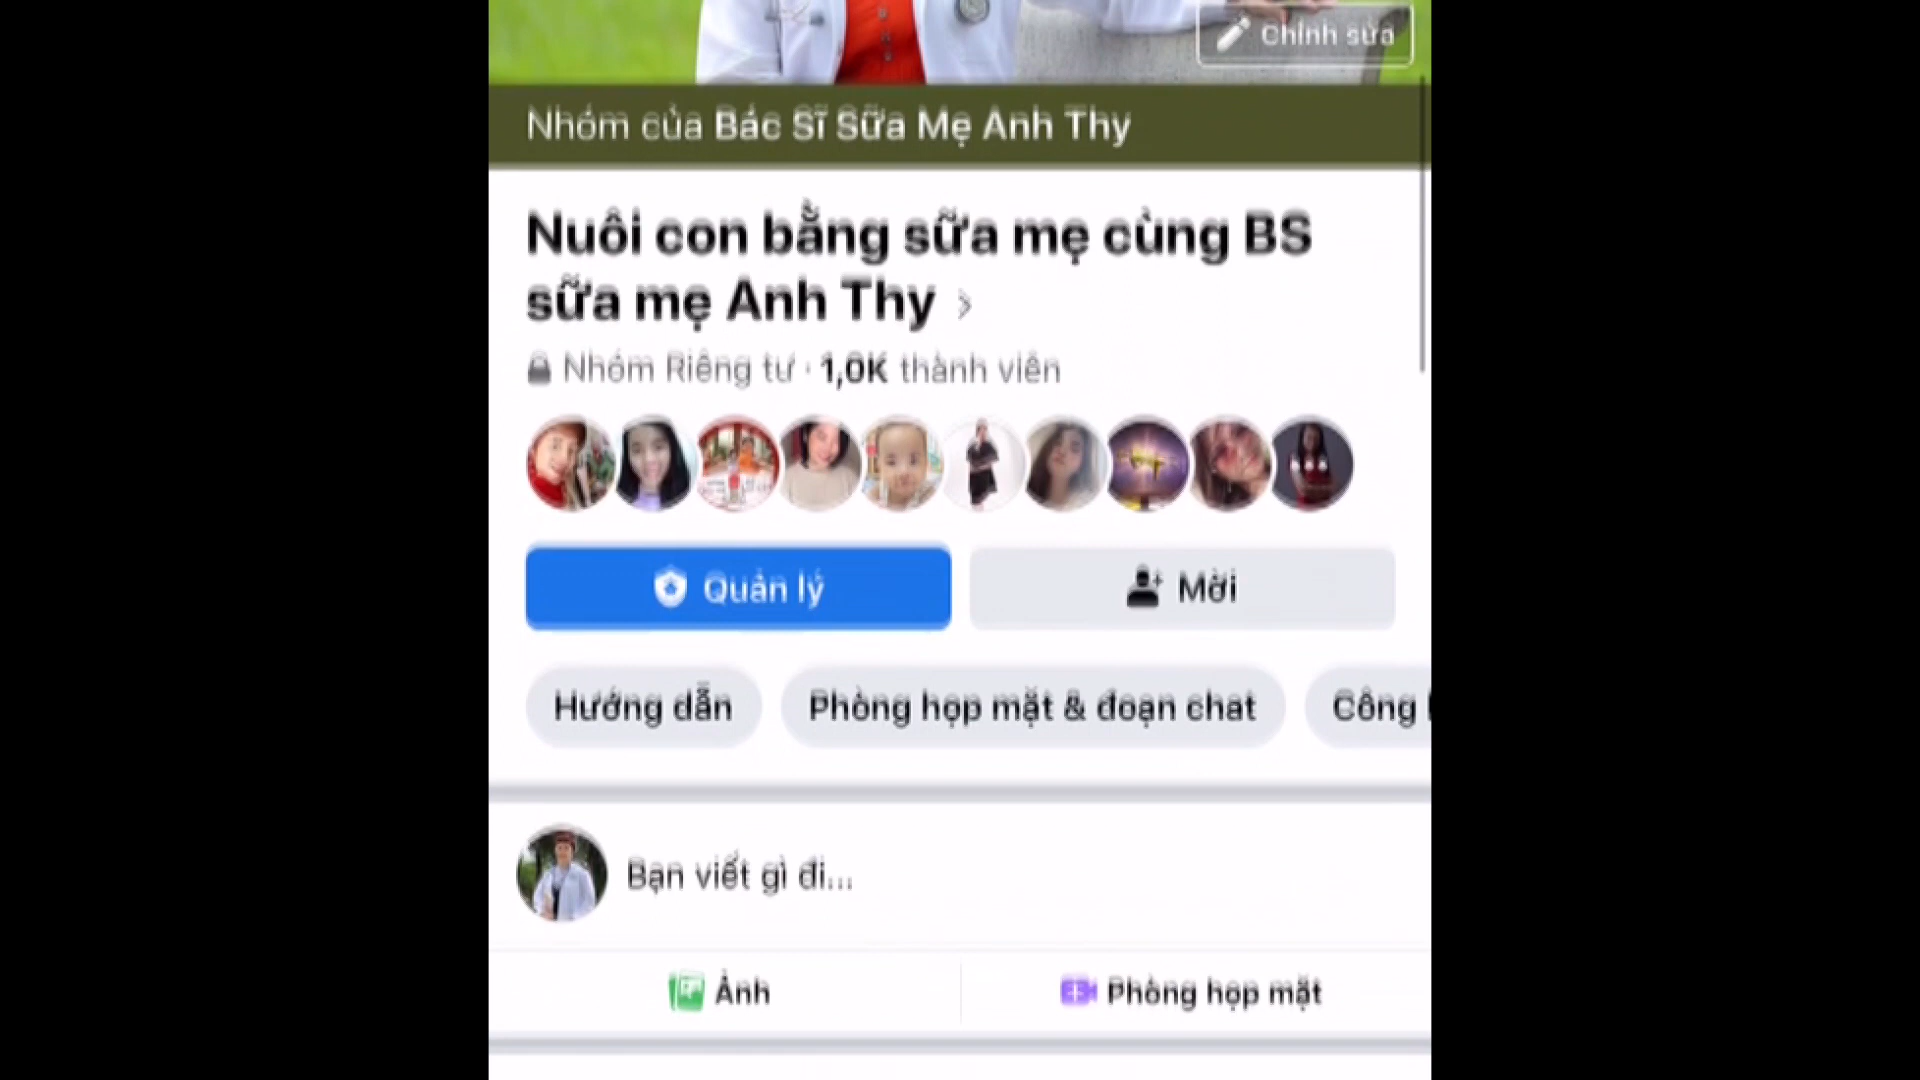 Chỉnh sửa
Nhóm của Bác Sĩ Sữa Mẹ Anh Thy
Nuôi con bằng sữa mẹ cùng BS
sữa mẹ Anh Thy
Nhóm Riêng tư · 1,0K thành viên
Quản lý
Mời
Hướng dẫn
Phòng họp mặt & đoạn chat
Công
Bạn viết gì đi...
Ảnh
Phòng họp mặt